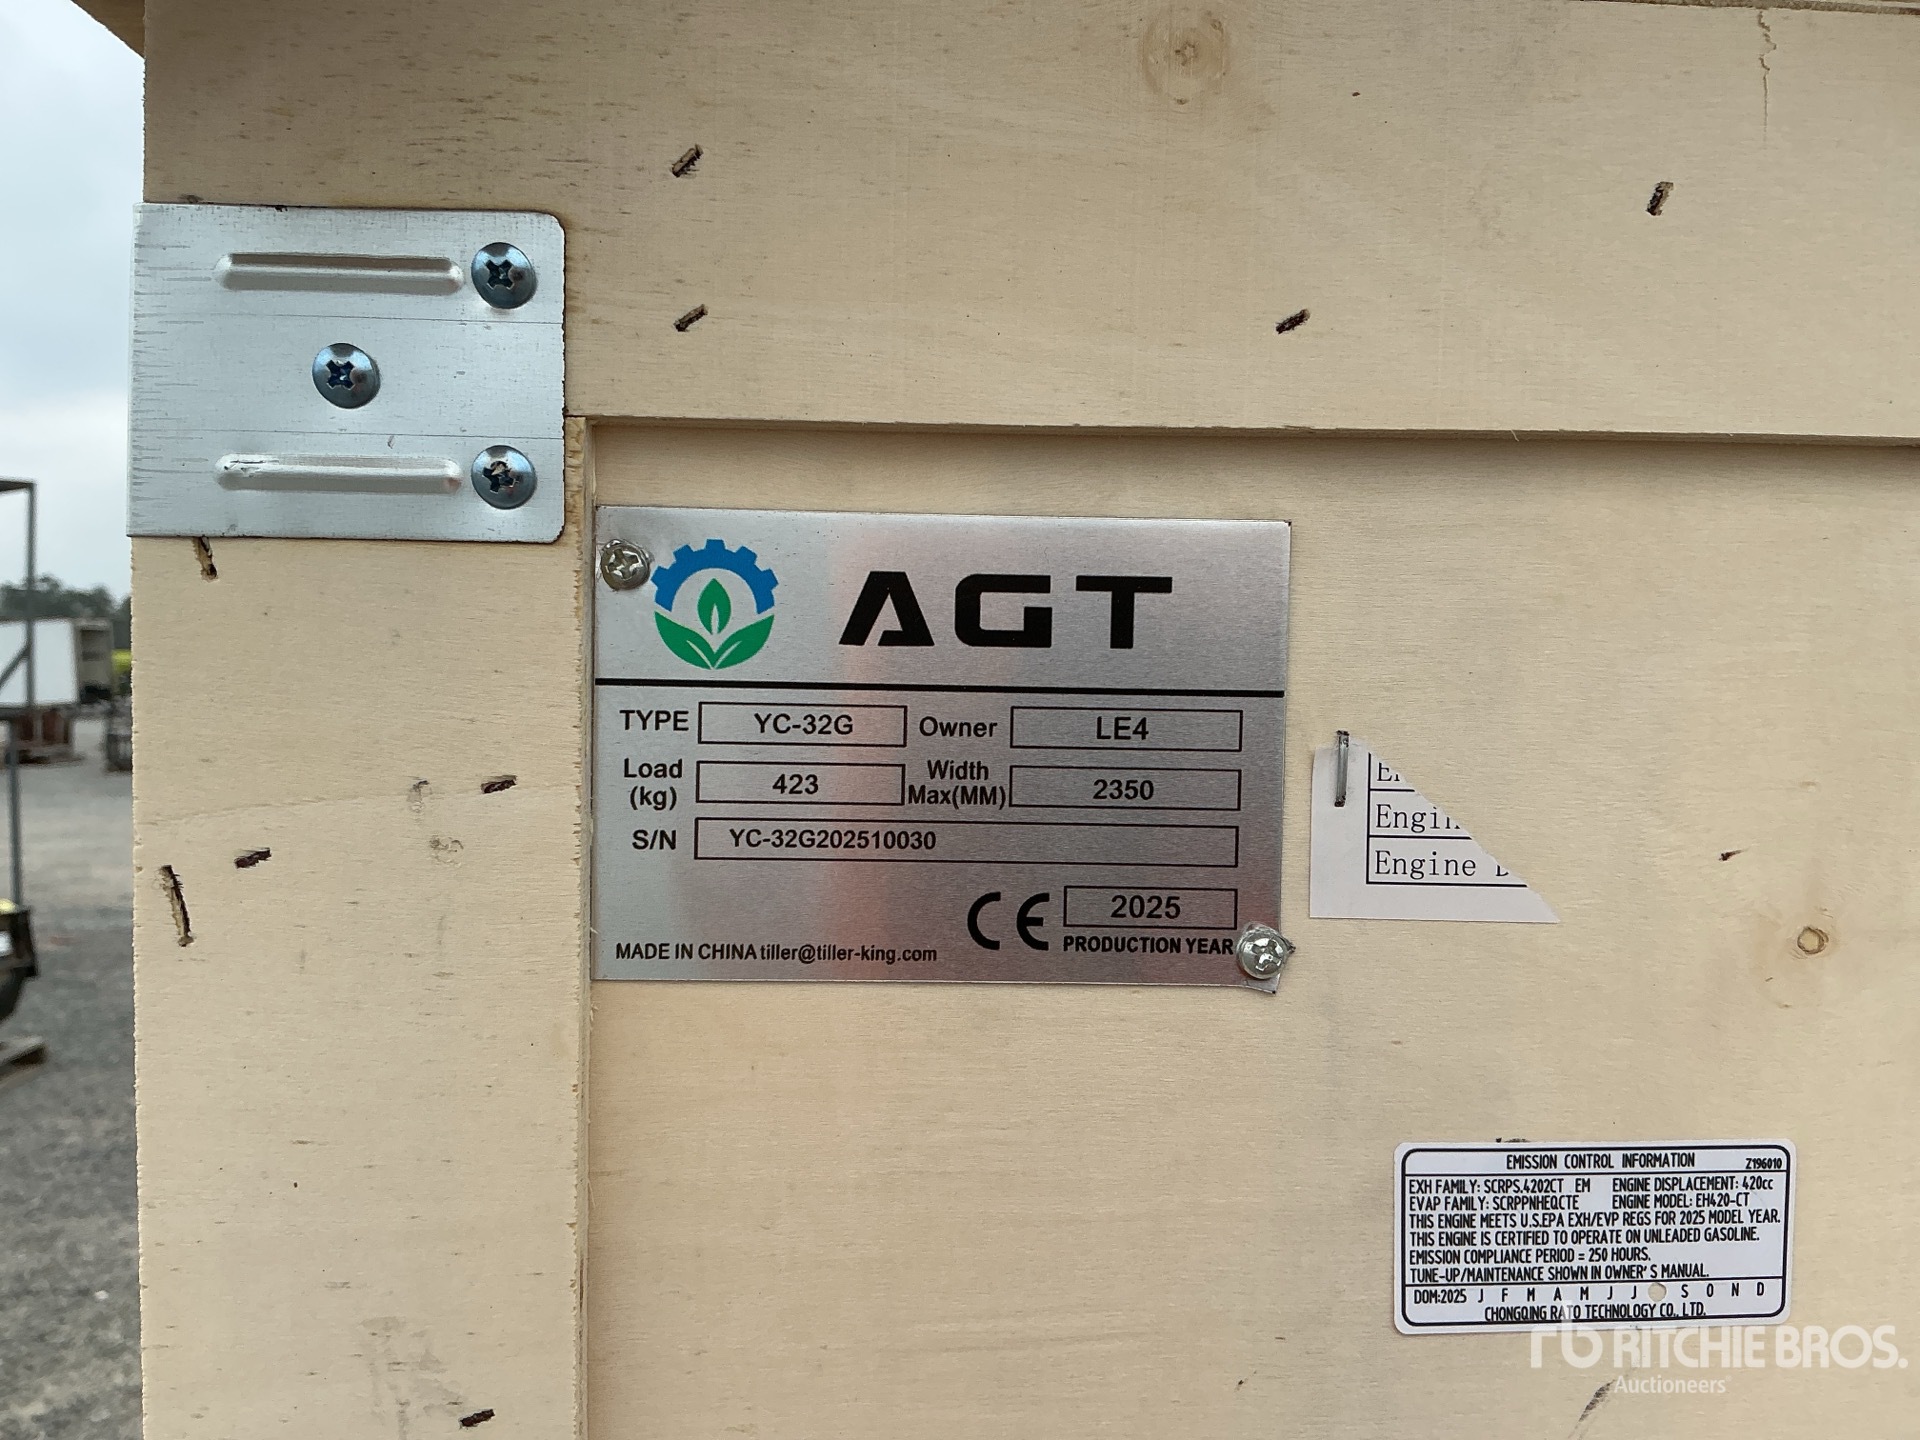 AGT
TYPE YC-32G Owner LE4
Load (kg) 423 Width Max(MM) 2350
S/N YC-32G202510030
CE 2025
MADE IN CHINA tiller@tiller-king.com PRODUCTION YEAR
Engine
EMISSION CONTROL INFORMATION Z196010
EXH FAMILY: SCRPS.4202CT EM ENGINE DISPLACEMENT: 420cc
EVAP FAMILY: SCRPPNHEQCTE ENGINE MODEL: EH420-CT
THIS ENGINE MEETS U.S.EPA EXH/EVP REGS FOR 2025 MODEL YEAR.
THIS ENGINE IS CERTIFIED TO OPERATE ON UNLEADED GASOLINE.
EMISSION COMPLIANCE PERIOD = 250 HOURS.
TUNE-UP/MAINTENANCE SHOWN IN OWNER'S MANUAL.
DOM:2025 J F M A M J J S O N D
CHONGQING RATO TECHNOLOGY CO., LTD.
rb RITCHIE BROS.
Auctioneers